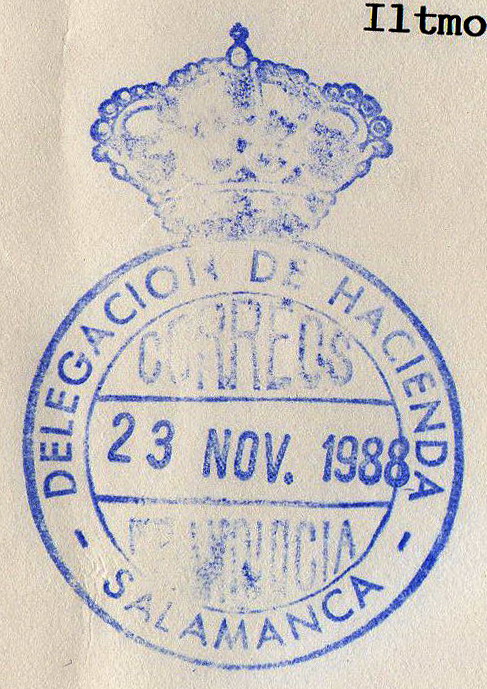 Iltmo
DELEGACION DE HACIENDA
CORREOS
23 NOV. 1988
- SALAMANCA -